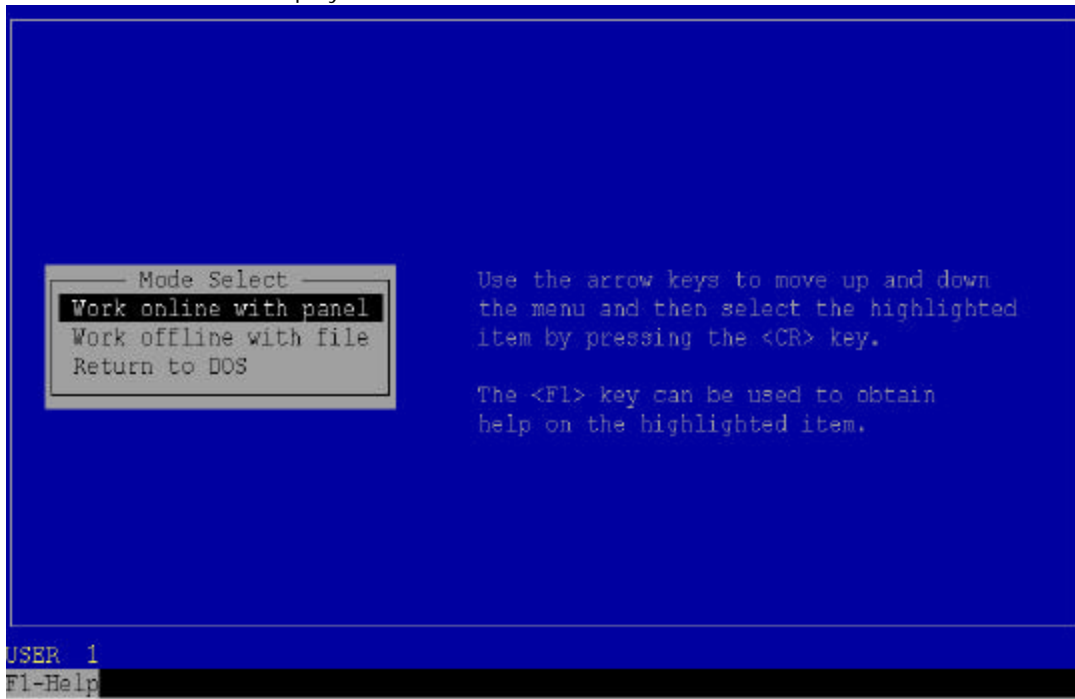 Mode Select
Work online with panel
Work offline with file
Return to DOS
Use the arrow keys to move up and down
the menu and then select the highlighted
item by pressing the <CR> key.
The <F1> key can be used to obtain
help on the highlighted item.
USER 1
F1-Help